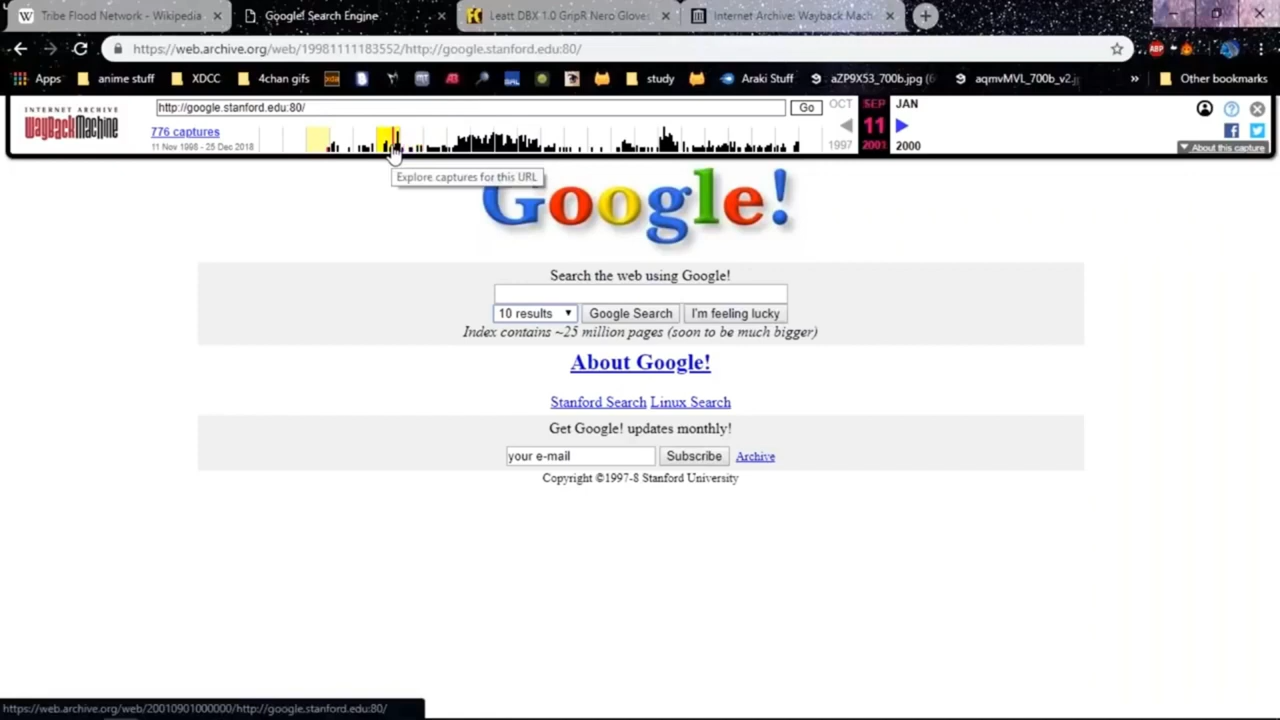 Tribe Flood Network - Wikipedia
Google! Search Engine
Leatt DBX 1.0 GripR Nero Gloves
Internet Archive: Wayback Mach
https://web.archive.org/web/19981111183552/http://google.stanford.edu:80/
ABP
Apps
anime stuff
XDCC
4chan gifs
study
Araki Stuff
aZP9X53_700b.jpg (6
aqmvMVL_700b_v2.j
»
Other bookmarks
INTERNET ARCHIVE
WayBackMachine
http://google.stanford.edu:80/
Go
OCT
SEP
JAN
776 captures
11 Nov 1998 - 25 Dec 2018
11
1997
2001
2000
About this capture
Explore captures for this URL
Google!
Search the web using Google!
10 results
Google Search
I'm feeling lucky
Index contains ~25 million pages (soon to be much bigger)
About Google!
Stanford Search Linux Search
Get Google! updates monthly!
your e-mail
Subscribe
Archive
Copyright ©1997-8 Stanford University
https://web.archive.org/web/20010901000000/http://google.stanford.edu:80/